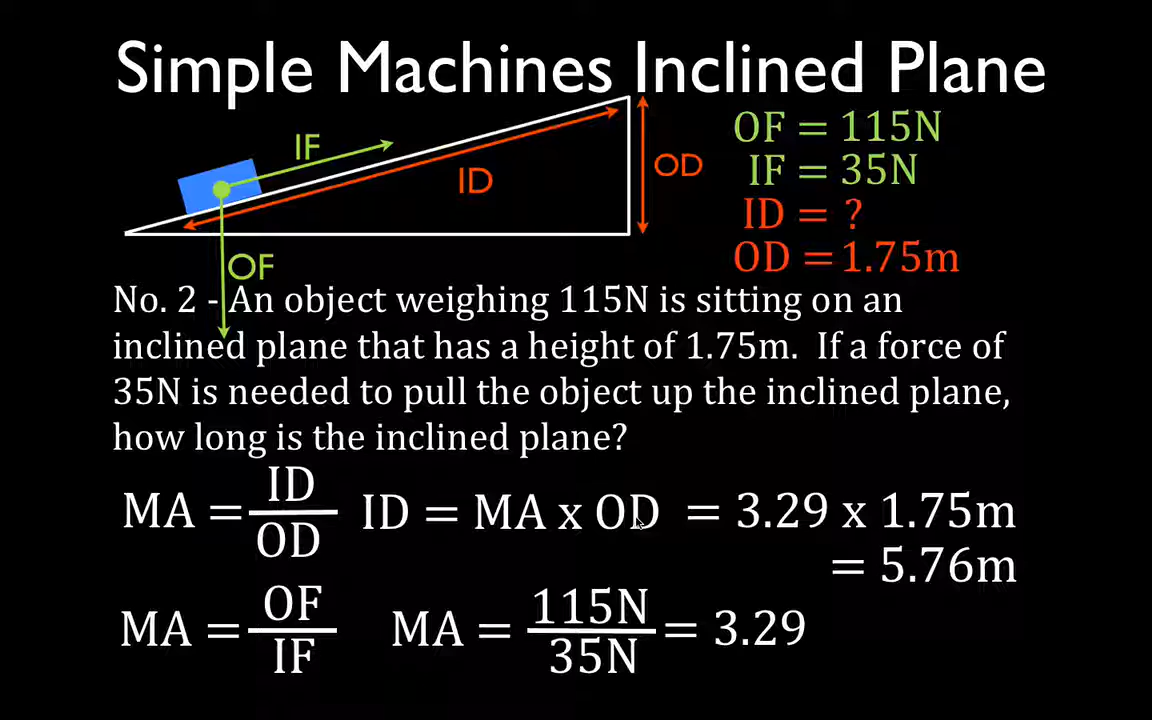 Simple Machines Inclined Plane
IF
ID
OD
OF
OF = 115N
IF = 35N
ID = ?
OD = 1.75m
No. 2 - An object weighing 115N is sitting on an
inclined plane that has a height of 1.75m. If a force of
35N is needed to pull the object up the inclined plane,
how long is the inclined plane?
MA = ID/OD
ID = MA x OD = 3.29 x 1.75m
= 5.76m
MA = OF/IF
MA = 115N/35N = 3.29